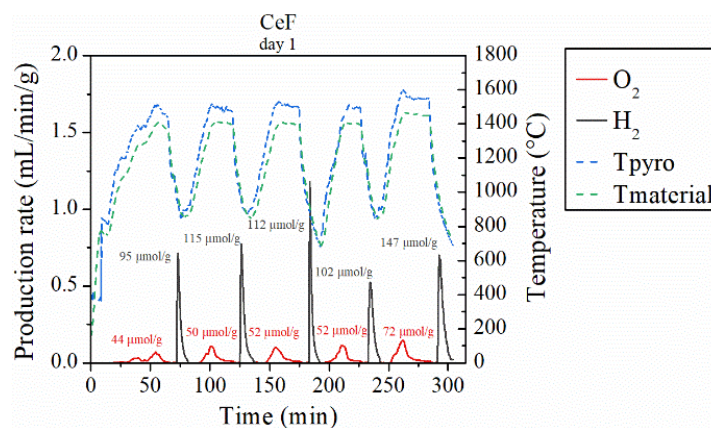 CeF
day 1
Production rate (mL/min/g)
2.0
1.5
1.0
0.5
0.0
1800
1600
1400
1200
1000
800
600
400
200
0
Temperature (°C)
95 μmol/g
115 μmol/g
112 μmol/g
102 μmol/g
147 μmol/g
44 μmol/g
50 μmol/g
52 μmol/g
52 μmol/g
72 μmol/g
0 50 100 150 200 250 300
Time (min)
O₂
H₂
Tpyro
Tmaterial